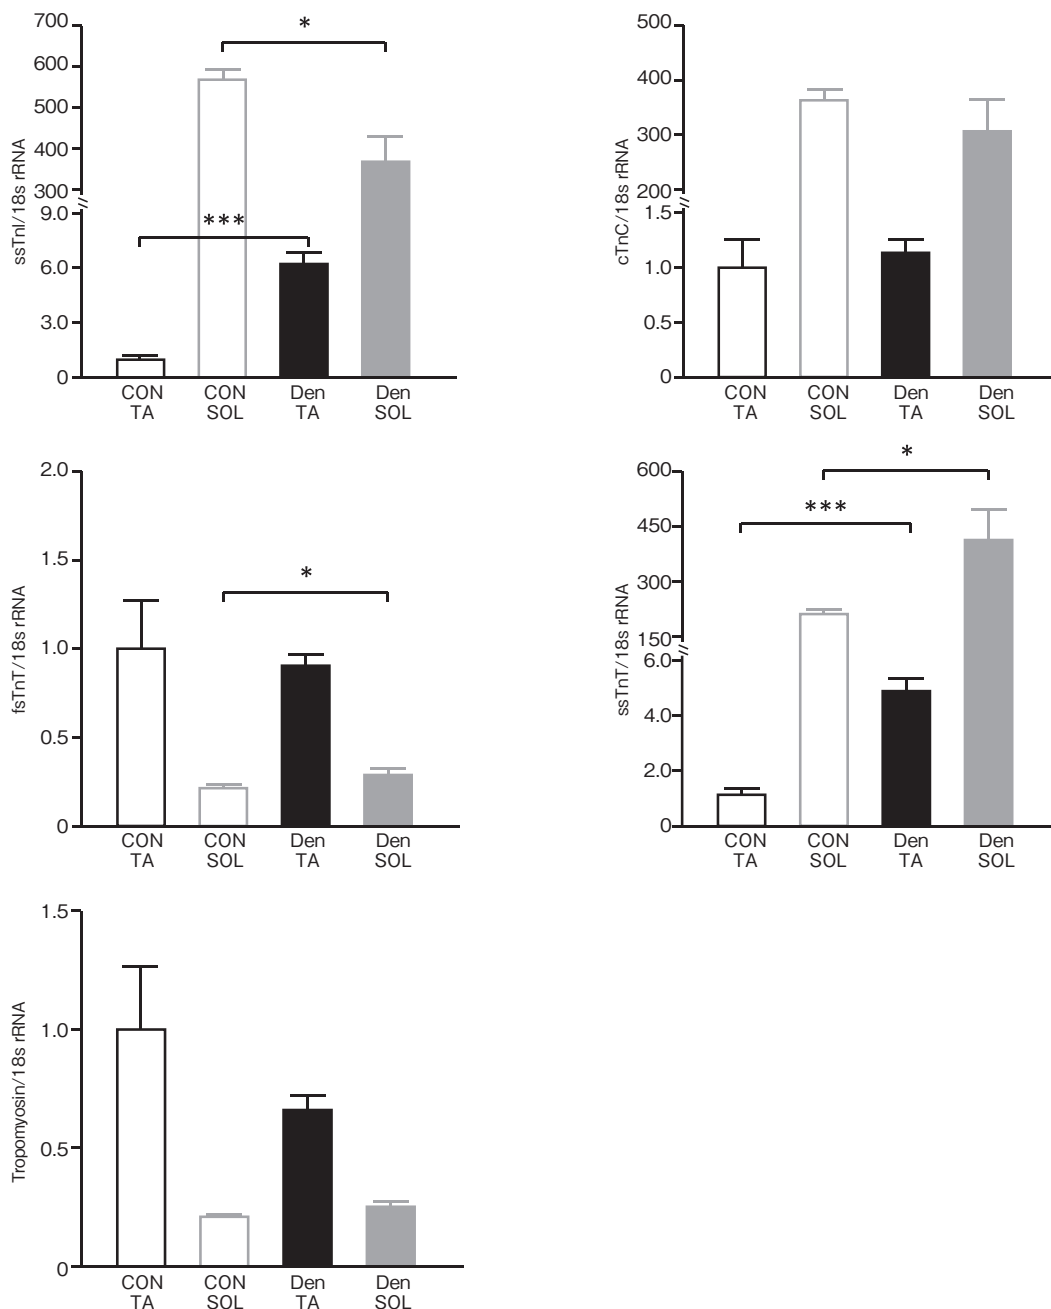 ssTnI/18s rRNA
700
600
500
400
300
9.0
6.0
3.0
0
*
***
CON TA
CON SOL
Den TA
Den SOL
cTnC/18s rRNA
500
400
300
200
1.5
1.0
0.5
0
CON TA
CON SOL
Den TA
Den SOL
fsTnT/18s rRNA
2.0
1.5
1.0
0.5
0
*
CON TA
CON SOL
Den TA
Den SOL
ssTnT/18s rRNA
600
450
300
150
6.0
4.0
2.0
0
*
***
CON TA
CON SOL
Den TA
Den SOL
Tropomyosin/18s rRNA
1.5
1.0
0.5
0
CON TA
CON SOL
Den TA
Den SOL